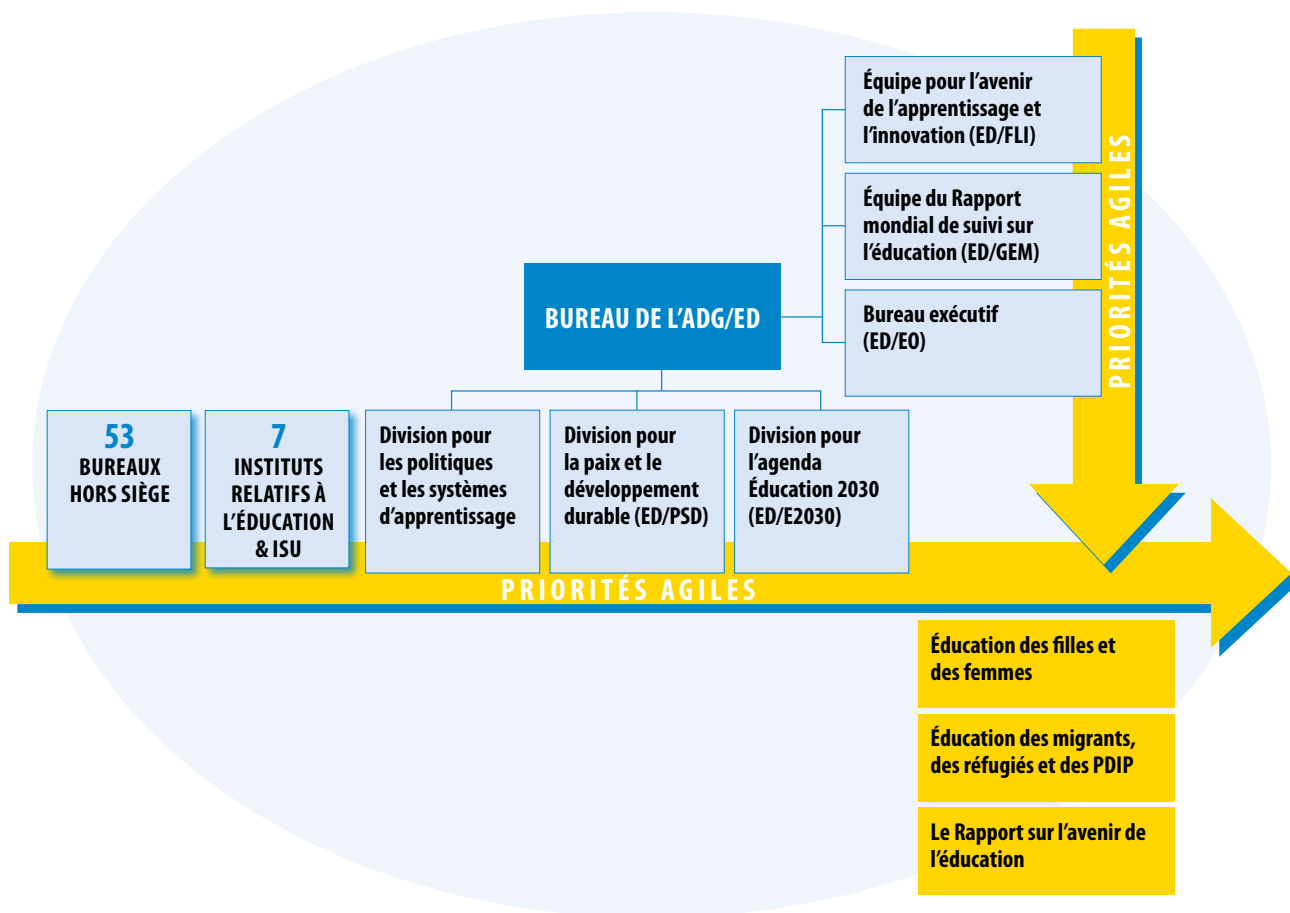 Équipe pour l'avenir
de l'apprentissage et
l'innovation (ED/FLI)
Équipe du Rapport
mondial de suivi sur
l'éducation (ED/GEM)
Bureau exécutif
(ED/EO)
PRIORITÉS AGILES
BUREAU DE L'ADG/ED
53
BUREAUX
HORS SIÈGE
7
INSTITUTS
RELATIFS À
L'ÉDUCATION
& ISU
Division pour
les politiques
et les systèmes
d'apprentissage
Division pour
la paix et le
développement
durable (ED/PSD)
Division pour
l'agenda
Éducation 2030
(ED/E2030)
PRIORITÉS AGILES
Éducation des filles et
des femmes
Éducation des migrants,
des réfugiés et des PDIP
Le Rapport sur l'avenir de
l'éducation